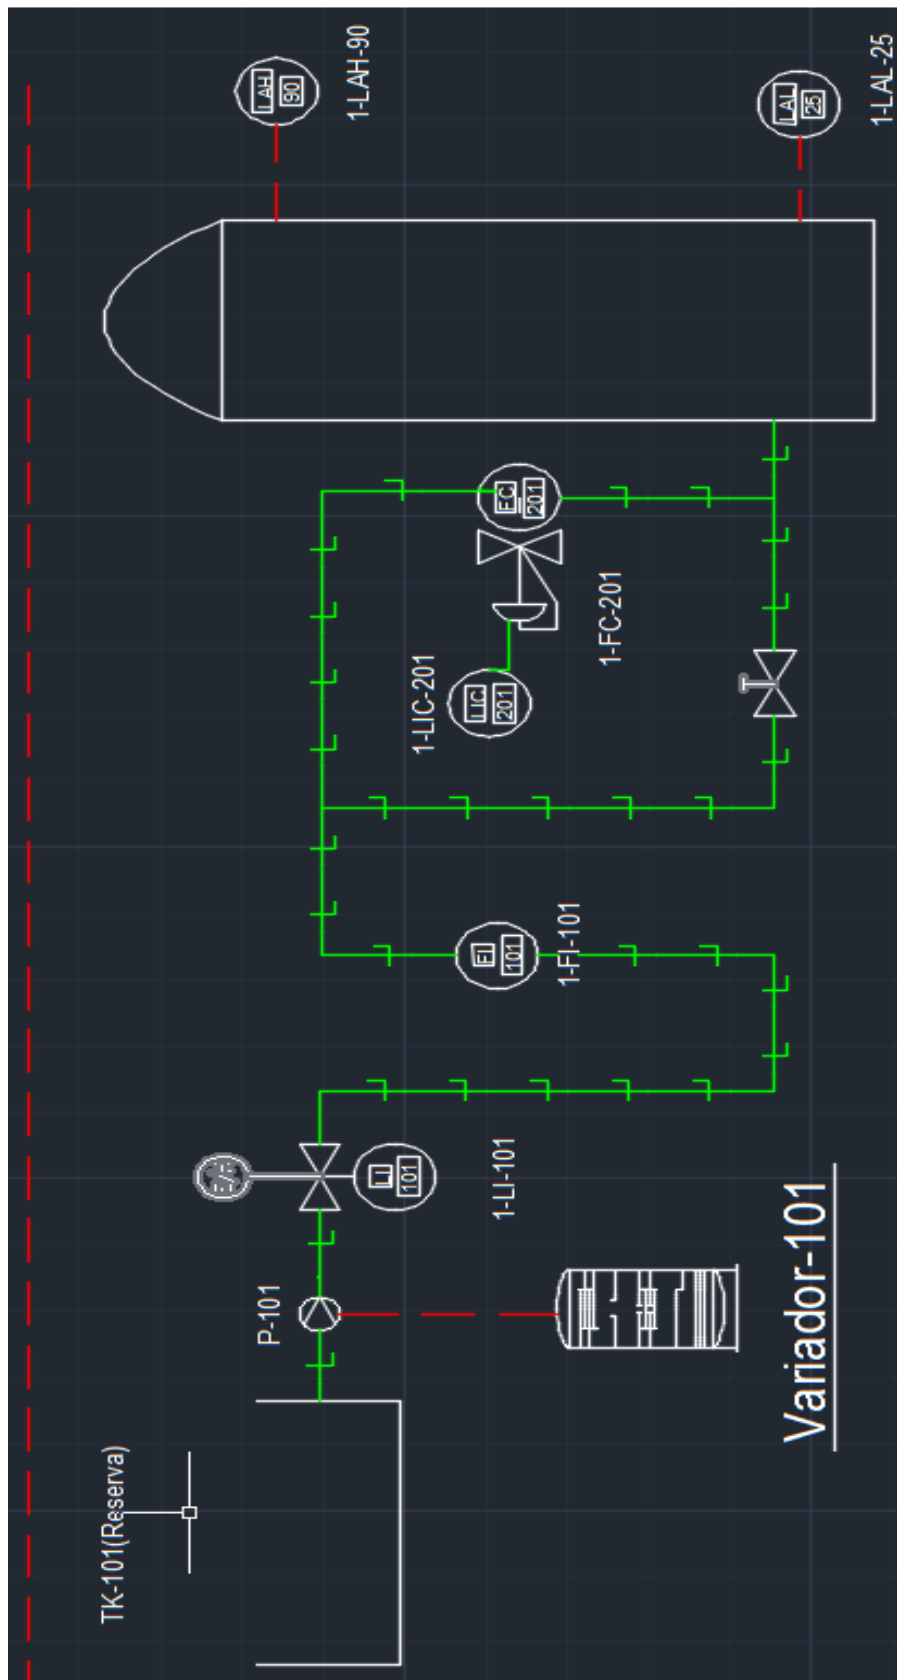 TK-101(Reserva)
P-101
Variador-101
LI
101
1-LI-101
FI
101
1-FI-101
LIC
201
1-LIC-201
FC
201
1-FC-201
LAH
90
1-LAH-90
LAL
25
1-LAL-25